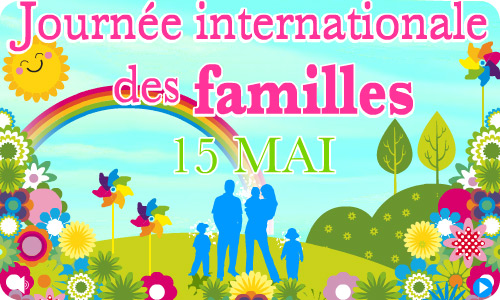 Journée internationale
des familles
15 MAI